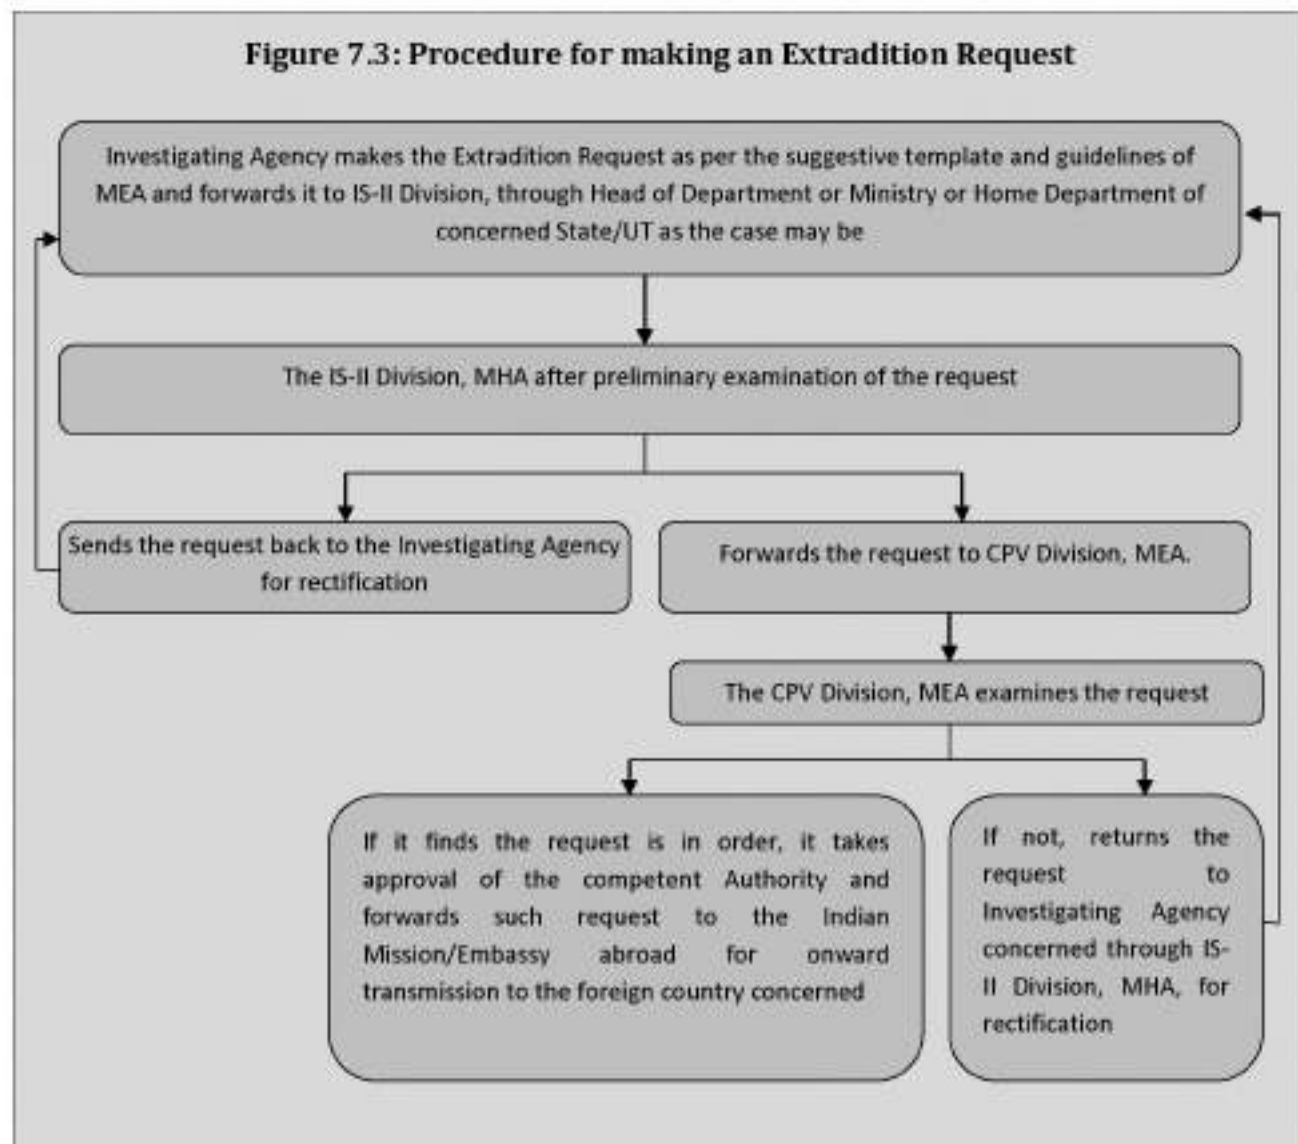 Figure 7.3: Procedure for making an Extradition Request
Investigating Agency makes the Extradition Request as per the suggestive template and guidelines of
MEA and forwards it to IS-II Division, through Head of Department or Ministry or Home Department of
concerned State/UT as the case may be
The IS-II Division, MHA after preliminary examination of the request
Sends the request back to the Investigating Agency
for rectification
Forwards the request to CPV Division, MEA.
The CPV Division, MEA examines the request
If it finds the request is in order, it takes
approval of the competent Authority and
forwards such request to the Indian
Mission/Embassy abroad for onward
transmission to the foreign country concerned
If not, returns the
request to
Investigating Agency
concerned through IS-
II Division, MHA, for
rectification